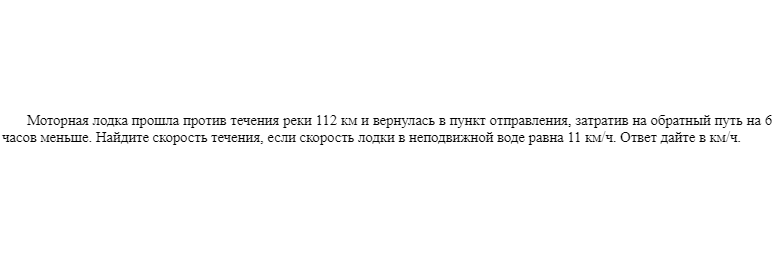 Моторная лодка прошла против течения реки 112 км и вернулась в пункт отправления, затратив на обратный путь на 6
часов меньше. Найдите скорость течения, если скорость лодки в неподвижной воде равна 11 км/ч. Ответ дайте в км/ч.